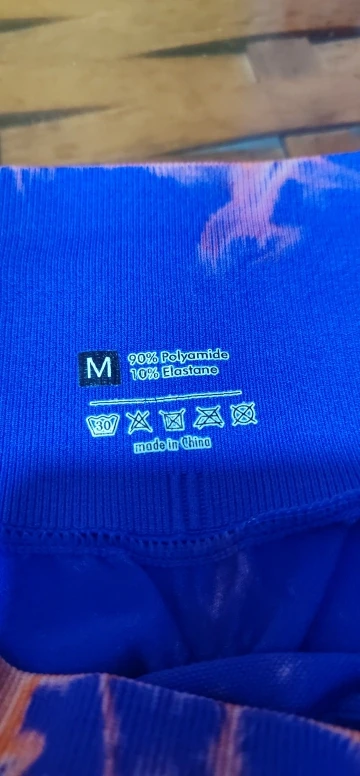 M
90% Polyamide
10% Elastane
30
made in China